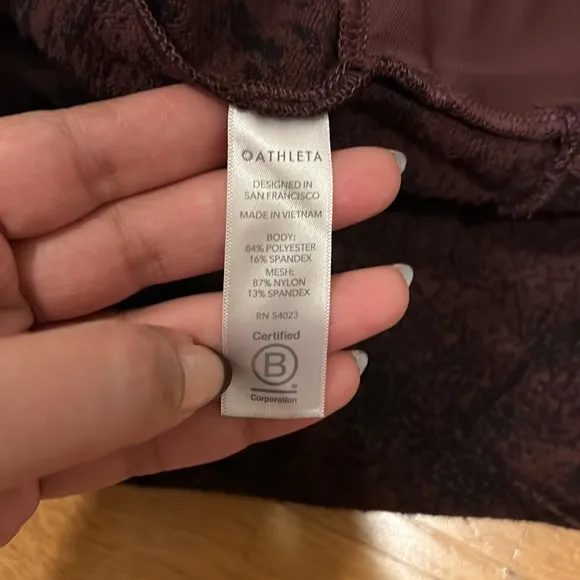 ATHLETA
DESIGNED IN
SAN FRANCISCO
MADE IN VIETNAM
BODY:
84% POLYESTER
16% SPANDEX
MESH:
87% NYLON
13% SPANDEX
RN 54023
Certified
B
Corporation